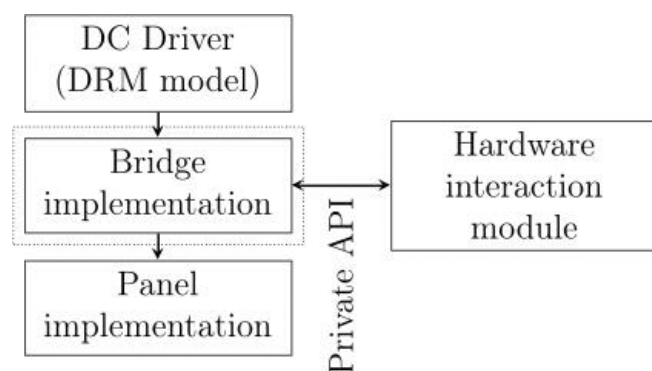 DC Driver
(DRM model)
Bridge
implementation
Hardware
interaction
module
Private API
Panel
implementation